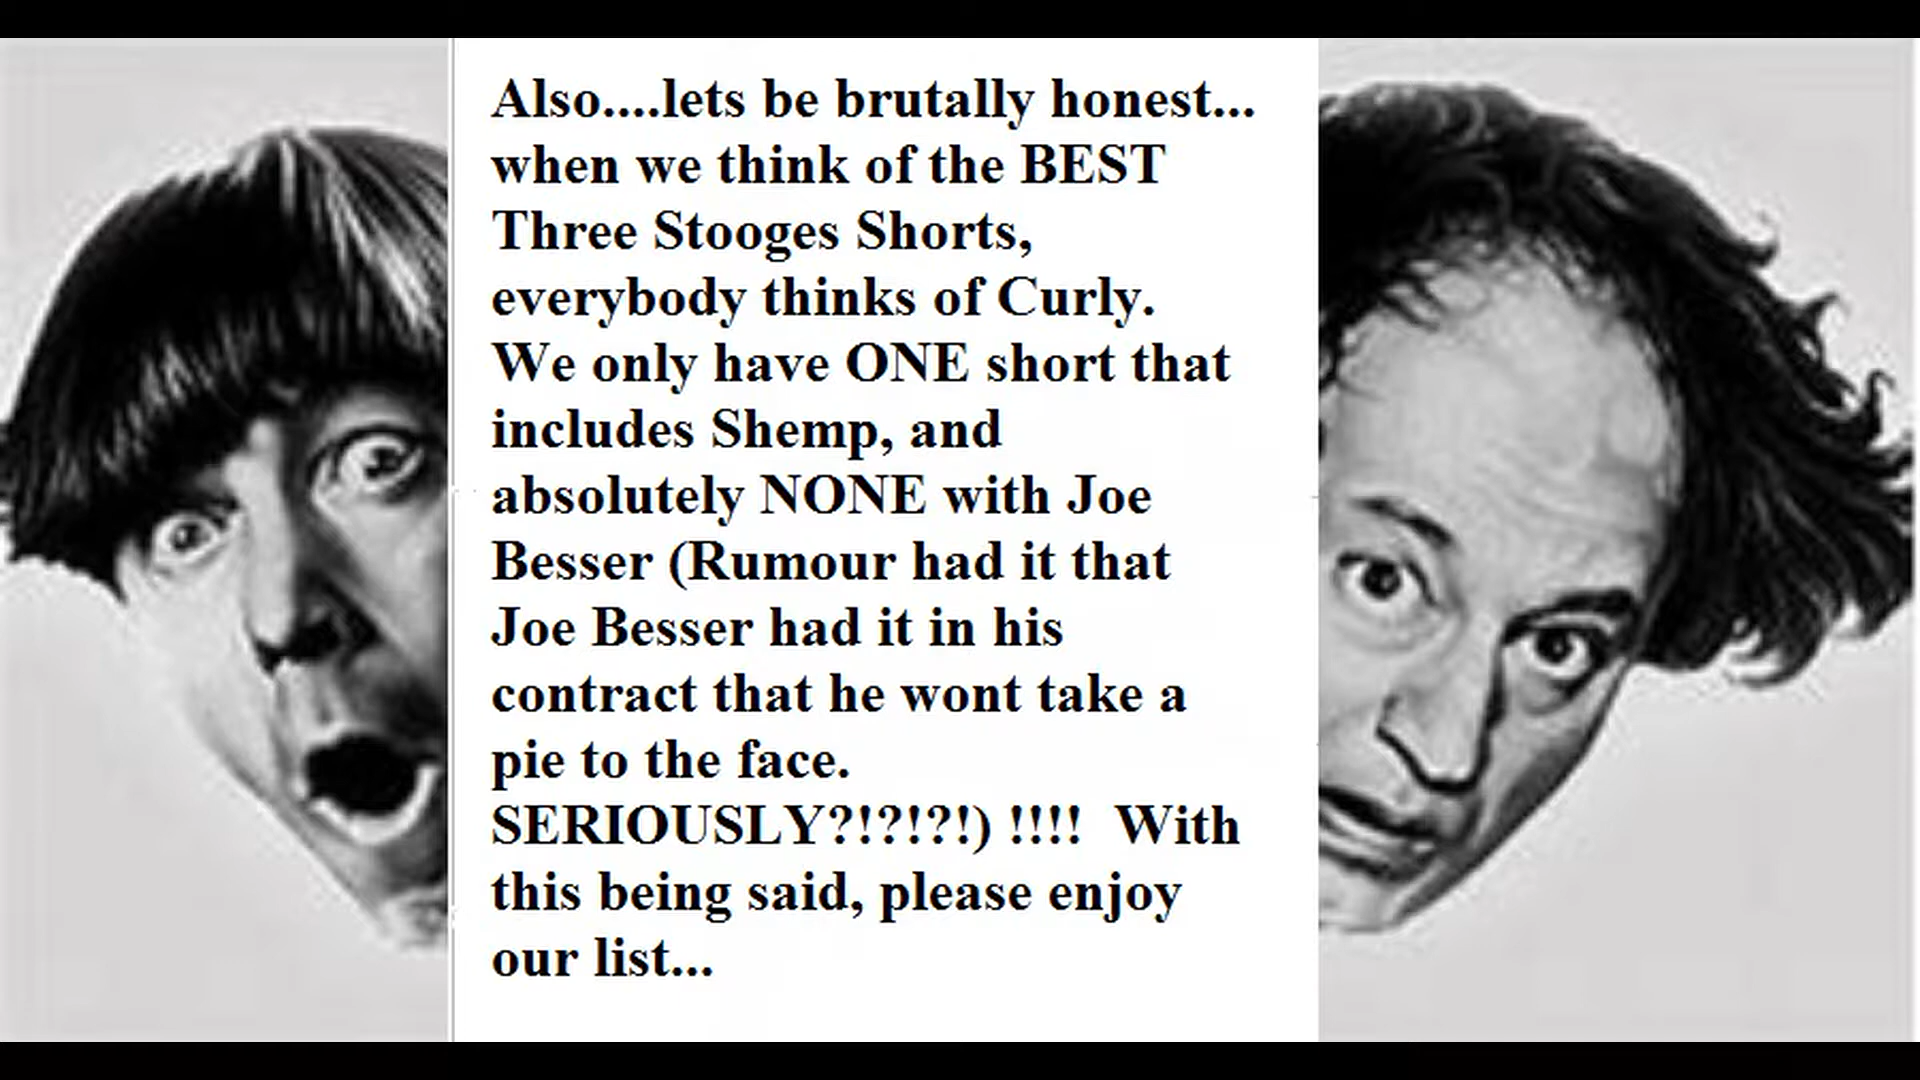 Also....lets be brutally honest...
when we think of the BEST
Three Stooges Shorts,
everybody thinks of Curly.
We only have ONE short that
includes Shemp, and
absolutely NONE with Joe
Besser (Rumour had it that
Joe Besser had it in his
contract that he wont take a
pie to the face.
SERIOUSLY?!?!?!) !!!!  With
this being said, please enjoy
our list...